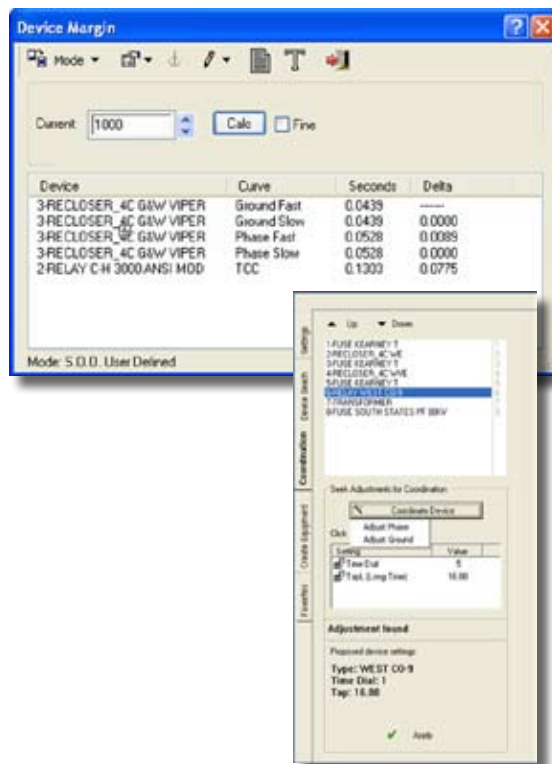 Device Margin
Mode
Current: 1000 Calc Fine
Device Curve Seconds Delta
3-RECLOSER_4C G&W VIPER Ground Fast 0.0439 ------
3-RECLOSER_4C G&W VIPER Ground Slow 0.0439 0.0000
3-RECLOSER_4C G&W VIPER Phase Fast 0.0528 0.0089
3-RECLOSER_4C G&W VIPER Phase Slow 0.0528 0.0000
2-RELAY C-H 3000 ANSI MOD TCC 0.1303 0.0775
Mode: S.O.O. User Defined
Settings
Device Search
Coordination
Create Equipment
Favorites
Up Down
1-FUSE KEARNEY T
2-RECLOSER_4C WE
3-FUSE KEARNEY T
4-RECLOSER_4C WVE
5-FUSE KEARNEY T
6-RELAY WEST CO-9
7-TRANSFORMER
8-FUSE SOUTH STATES PF 88KV
Seek Adjustments for Coordination
Coordinate Device
Adjust Phase
Click
Adjust Ground
Setting Value
Time Dial 5
Tap1 (Long Time) 16.00
Adjustment found
Proposed device settings:
Type: WEST CO-9
Time Dial: 1
Tap: 16.00
Apply